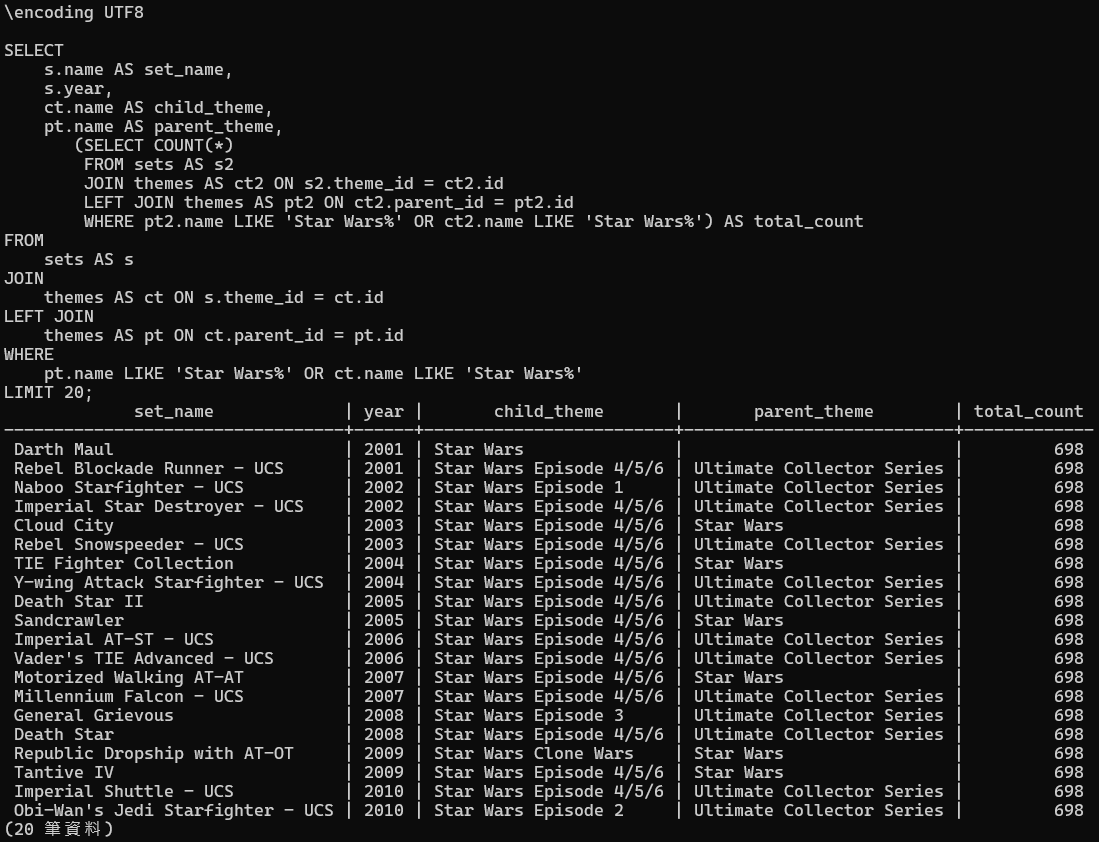 \encoding UTF8

SELECT
    s.name AS set_name,
    s.year,
    ct.name AS child_theme,
    pt.name AS parent_theme,
       (SELECT COUNT(*)
        FROM sets AS s2
        JOIN themes AS ct2 ON s2.theme_id = ct2.id
        LEFT JOIN themes AS pt2 ON ct2.parent_id = pt2.id
        WHERE pt2.name LIKE 'Star Wars%' OR ct2.name LIKE 'Star Wars%') AS total_count
FROM
    sets AS s
JOIN
    themes AS ct ON s.theme_id = ct.id
LEFT JOIN
    themes AS pt ON ct.parent_id = pt.id
WHERE
    pt.name LIKE 'Star Wars%' OR ct.name LIKE 'Star Wars%'
LIMIT 20;
             set_name             | year |       child_theme       |       parent_theme        | total_count
----------------------------------+------+-------------------------+---------------------------+-------------
 Darth Maul                       | 2001 | Star Wars               |                           |         698
 Rebel Blockade Runner - UCS      | 2001 | Star Wars Episode 4/5/6 | Ultimate Collector Series |         698
 Naboo Starfighter - UCS          | 2002 | Star Wars Episode 1     | Ultimate Collector Series |         698
 Imperial Star Destroyer - UCS    | 2002 | Star Wars Episode 4/5/6 | Ultimate Collector Series |         698
 Cloud City                       | 2003 | Star Wars Episode 4/5/6 | Star Wars                 |         698
 Rebel Snowspeeder - UCS          | 2003 | Star Wars Episode 4/5/6 | Ultimate Collector Series |         698
 TIE Fighter Collection           | 2004 | Star Wars Episode 4/5/6 | Star Wars                 |         698
 Y-wing Attack Starfighter - UCS  | 2004 | Star Wars Episode 4/5/6 | Ultimate Collector Series |         698
 Death Star II                    | 2005 | Star Wars Episode 4/5/6 | Ultimate Collector Series |         698
 Sandcrawler                      | 2005 | Star Wars Episode 4/5/6 | Star Wars                 |         698
 Imperial AT-ST - UCS             | 2006 | Star Wars Episode 4/5/6 | Ultimate Collector Series |         698
 Vader's TIE Advanced - UCS       | 2006 | Star Wars Episode 4/5/6 | Ultimate Collector Series |         698
 Motorized Walking AT-AT          | 2007 | Star Wars Episode 4/5/6 | Star Wars                 |         698
 Millennium Falcon - UCS          | 2007 | Star Wars Episode 4/5/6 | Ultimate Collector Series |         698
 General Grievous                 | 2008 | Star Wars Episode 3     | Ultimate Collector Series |         698
 Death Star                       | 2008 | Star Wars Episode 4/5/6 | Ultimate Collector Series |         698
 Republic Dropship with AT-OT     | 2009 | Star Wars Clone Wars    | Star Wars                 |         698
 Tantive IV                       | 2009 | Star Wars Episode 4/5/6 | Star Wars                 |         698
 Imperial Shuttle - UCS           | 2010 | Star Wars Episode 4/5/6 | Ultimate Collector Series |         698
 Obi-Wan's Jedi Starfighter - UCS | 2010 | Star Wars Episode 2     | Ultimate Collector Series |         698
(20 筆資料)